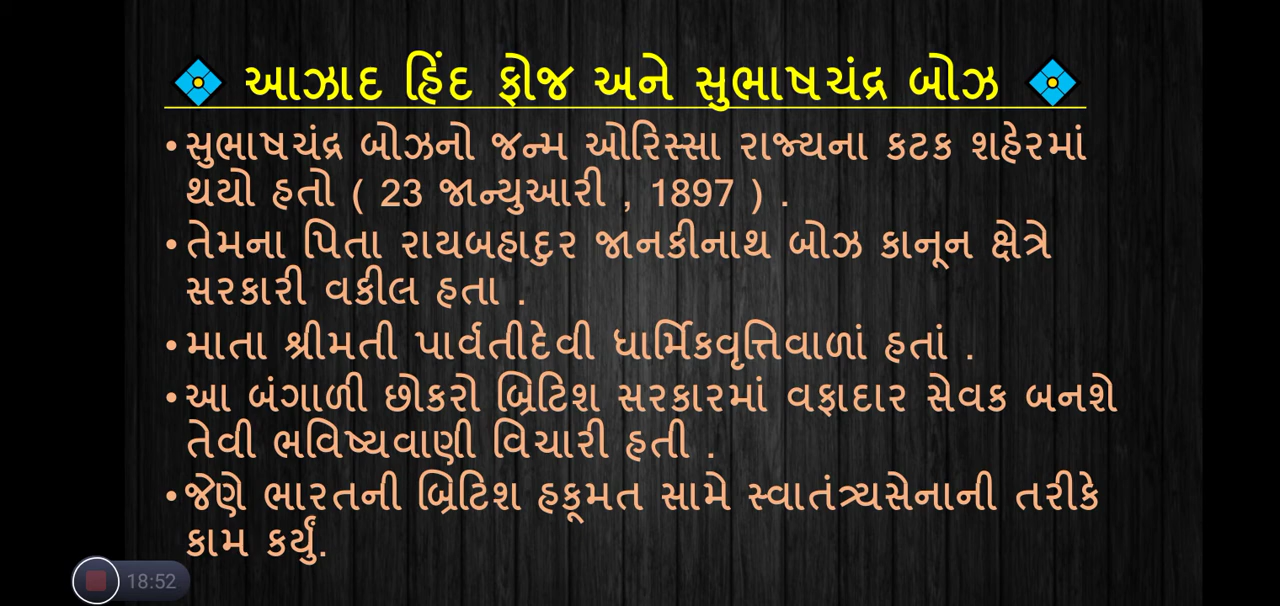 આઝાદ હિંદ ફોજ અને સુભાષચંદ્ર બોઝ
• સુભાષચંદ્ર બોઝનો જન્મ ઓરિસ્સા રાજ્યના કટક શહેરમાં
થયો હતો ( 23 જાન્યુઆરી , 1897 ) .
• તેમના પિતા રાયબહાદુર જાનકીનાથ બોઝ કાનૂન ક્ષેત્રે
સરકારી વકીલ હતા .
• માતા શ્રીમતી પાર્વતીદેવી ધાર્મિકવૃત્તિવાળાં હતાં .
• આ બંગાળી છોકરો બ્રિટિશ સરકારમાં વફાદાર સેવક બનશે
તેવી ભવિષ્યવાણી વિચારી હતી .
• જેણે ભારતની બ્રિટિશ હકૂમત સામે સ્વાતંત્ર્યસેનાની તરીકે
કામ કર્યું.
18:52